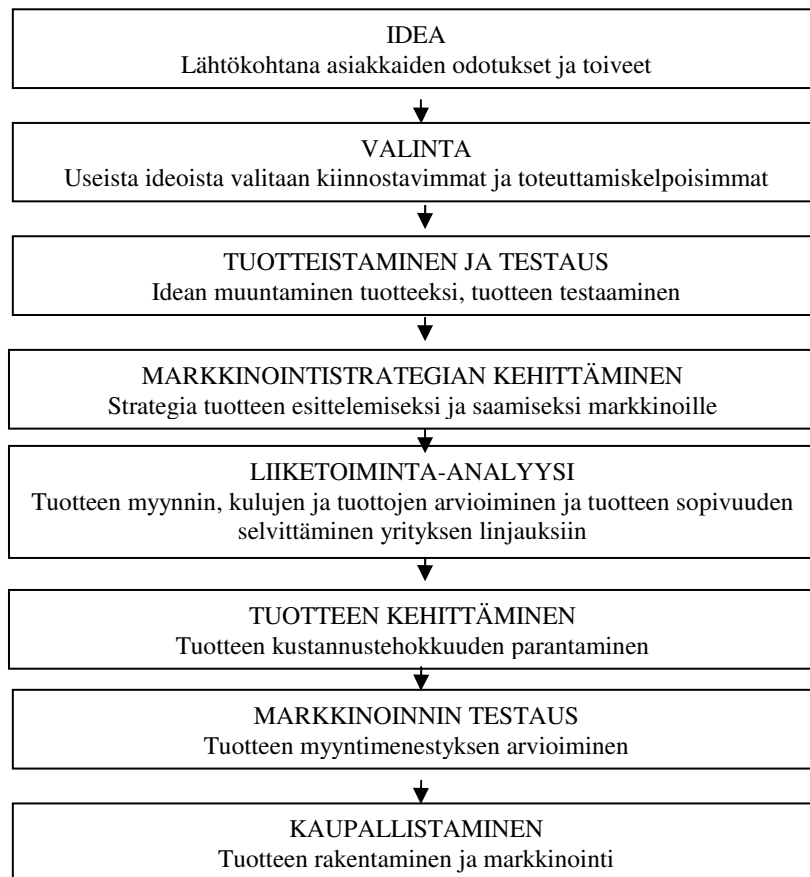 IDEA
Lähtökohtana asiakkaiden odotukset ja toiveet
VALINTA
Useista ideoista valitaan kiinnostavimmat ja toteuttamiskelpoisimmat
TUOTTEISTAMINEN JA TESTAUS
Idean muuntaminen tuotteeksi, tuotteen testaaminen
MARKKINOINTISTRATEGIAN KEHITTÄMINEN
Strategia tuotteen esittelemiseksi ja saamiseksi markkinoille
LIIKETOIMINTA-ANALYYSI
Tuotteen myynnin, kulujen ja tuottojen arvioiminen ja tuotteen sopivuuden
selvittäminen yrityksen linjauksiin
TUOTTEEN KEHITTÄMINEN
Tuotteen kustannustehokkuuden parantaminen
MARKKINOINNIN TESTAUS
Tuotteen myyntimenestyksen arvioiminen
KAUPALLISTAMINEN
Tuotteen rakentaminen ja markkinointi